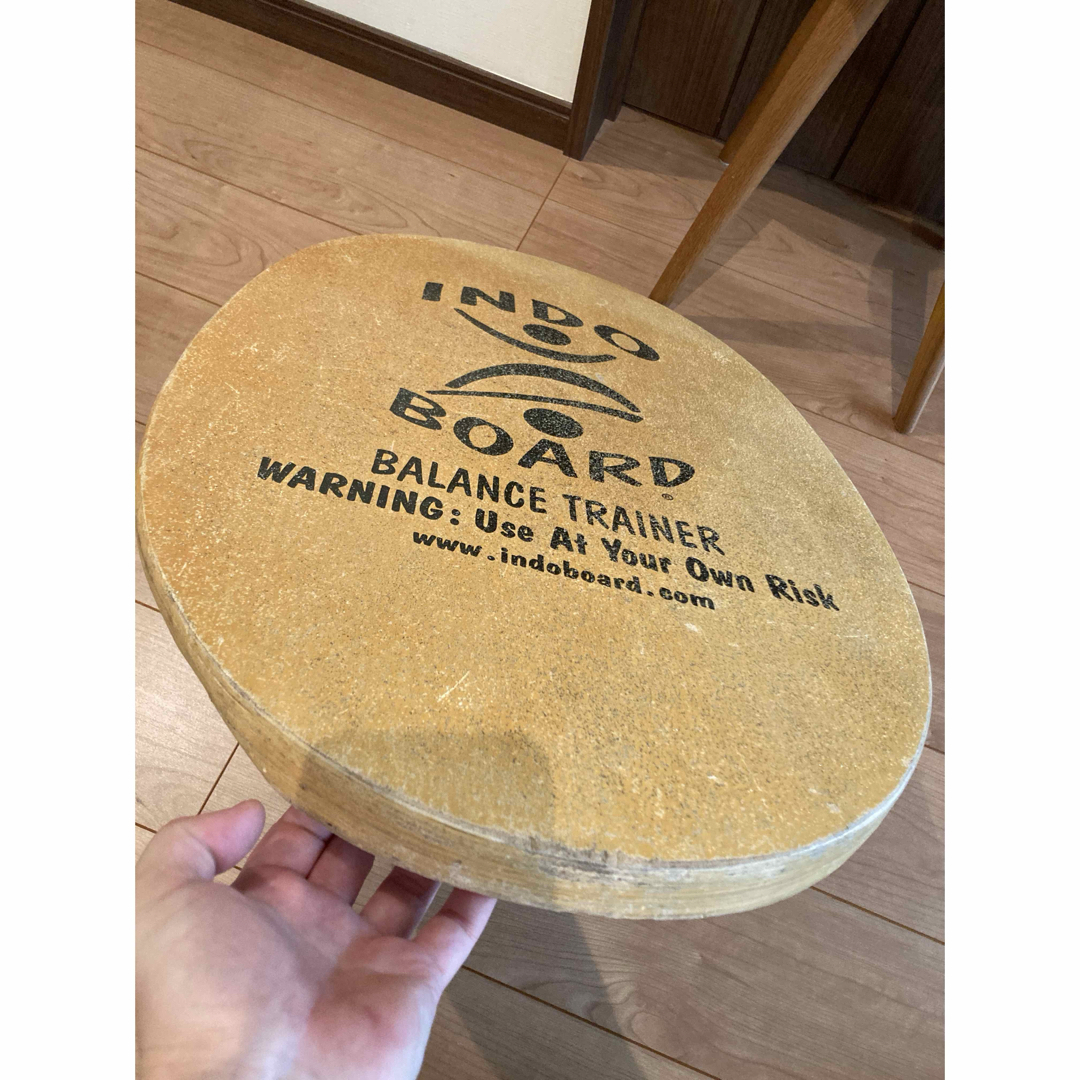 INDO
BOARD®
BALANCE TRAINER
WARNING: Use At Your Own Risk
www.indoboard.com